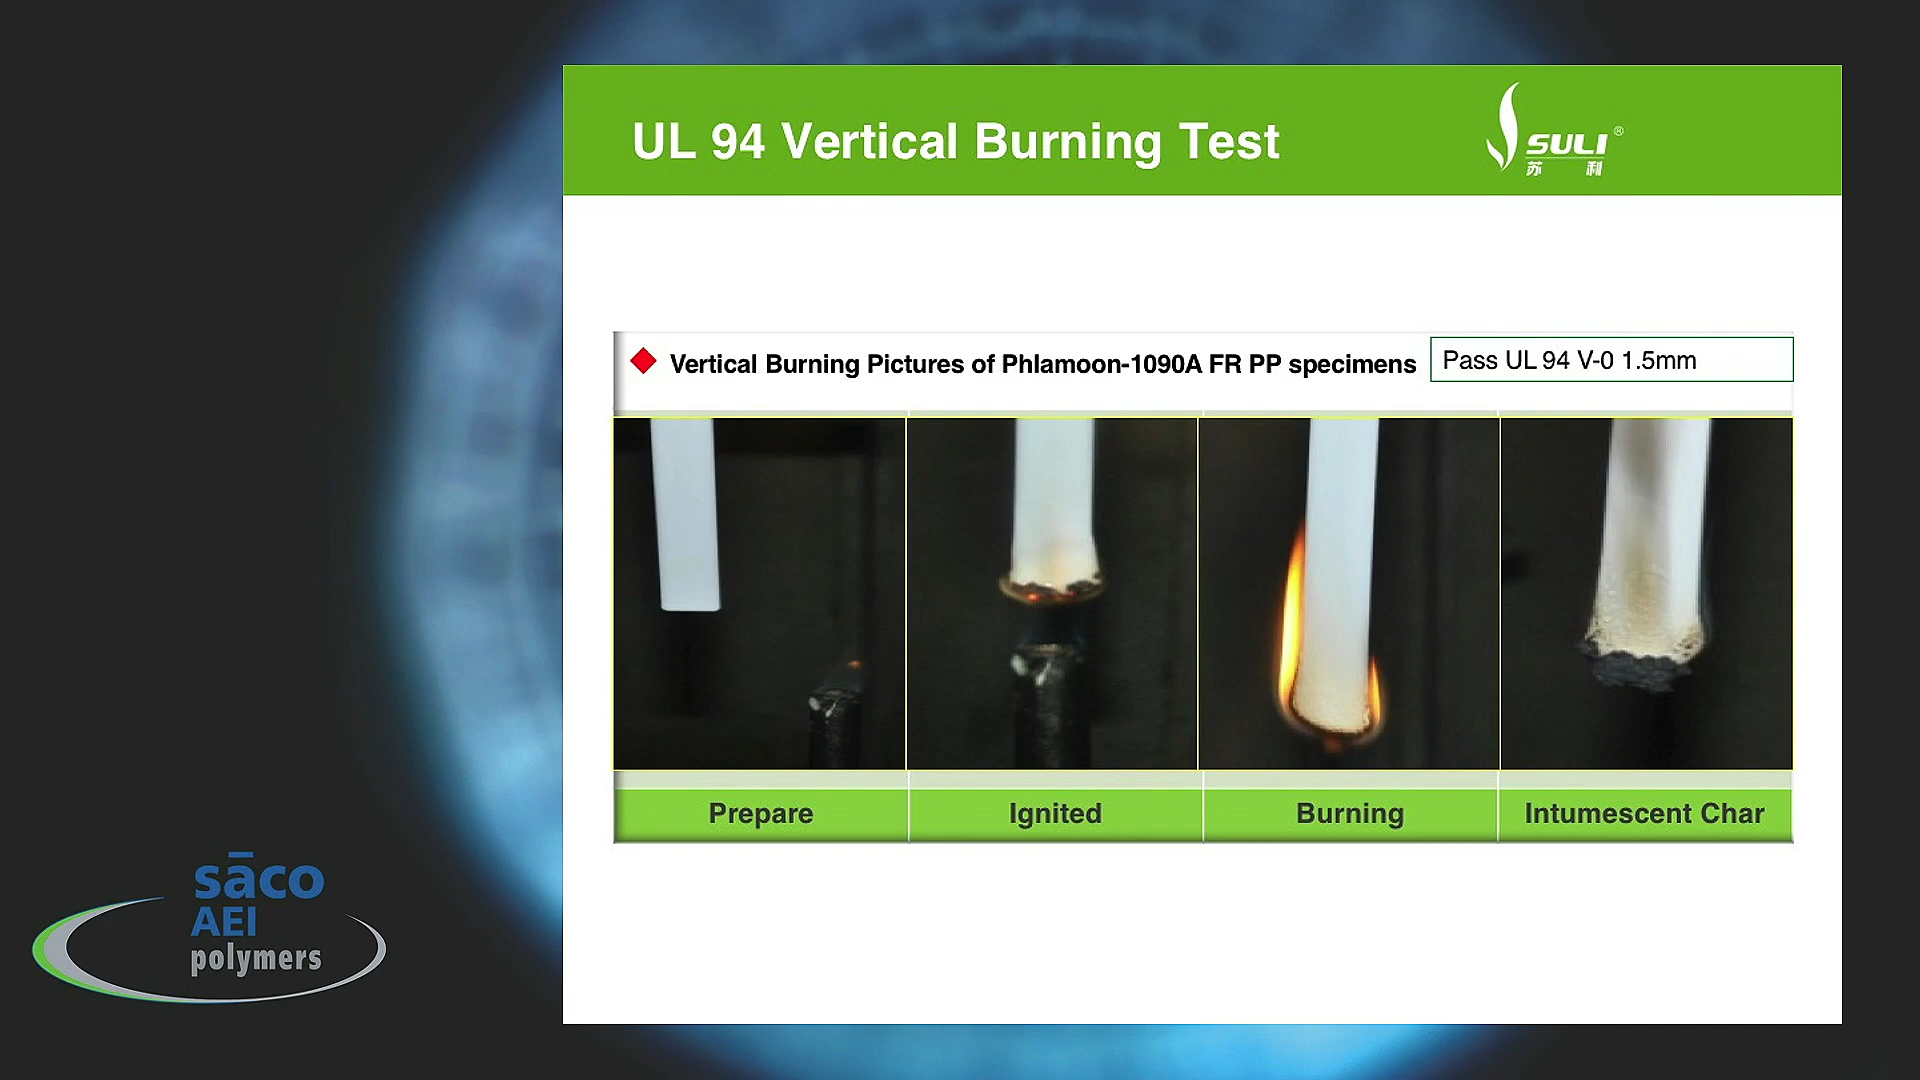 UL 94 Vertical Burning Test
SULI®
苏利
Vertical Burning Pictures of Phlamoon-1090A FR PP specimens
Pass UL 94 V-0 1.5mm
Prepare
Ignited
Burning
Intumescent Char
sāco
AEI
polymers